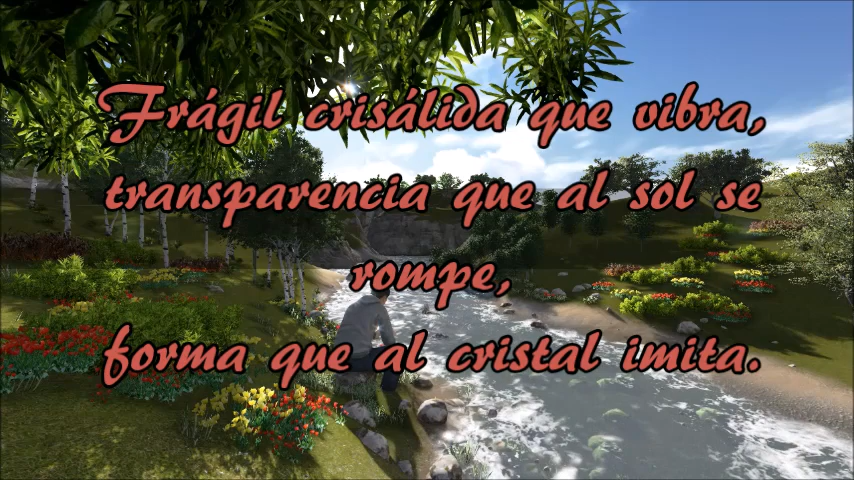 Frágil crisálida que vibra,
transparencia que al sol se
rompe,
forma que al cristal imita.